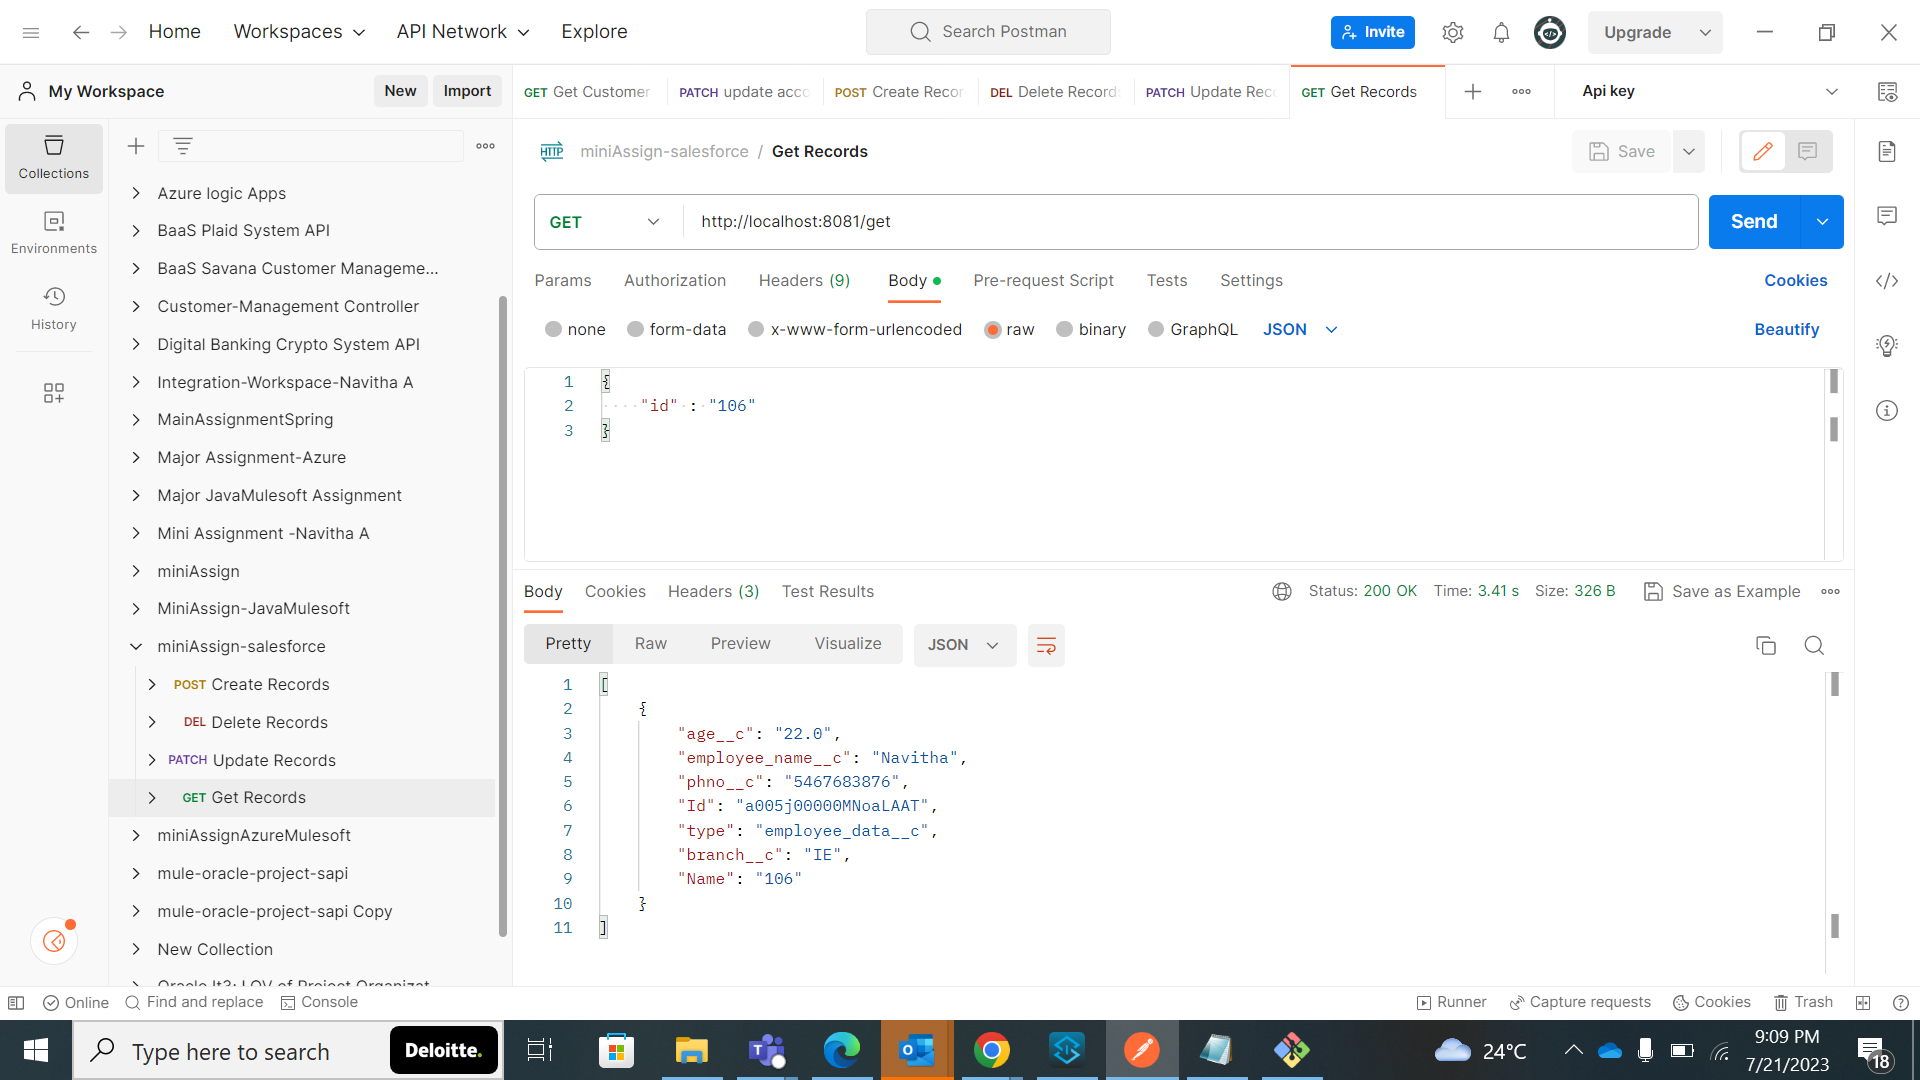 Home
Workspaces
API Network
Explore
Search Postman
Invite
Upgrade
My Workspace
New
Import
GET Get Customer
PATCH update acco
POST Create Recor
DEL Delete Records
PATCH Update Reco
GET Get Records
Api key
Collections
Environments
History
Azure logic Apps
BaaS Plaid System API
BaaS Savana Customer Manageme...
Customer-Management Controller
Digital Banking Crypto System API
Integration-Workspace-Navitha A
MainAssignmentSpring
Major Assignment-Azure
Major JavaMulesoft Assignment
Mini Assignment -Navitha A
miniAssign
MiniAssign-JavaMulesoft
miniAssign-salesforce
POST Create Records
DEL Delete Records
PATCH Update Records
GET Get Records
miniAssignAzureMulesoft
mule-oracle-project-sapi
mule-oracle-project-sapi Copy
New Collection
HTTP
miniAssign-salesforce / Get Records
Save
GET
http://localhost:8081/get
Send
Params
Authorization
Headers (9)
Body
Pre-request Script
Tests
Settings
Cookies
none
form-data
x-www-form-urlencoded
raw
binary
GraphQL
JSON
Beautify
1 {
2 "id" : "106"
3 }
Body
Cookies
Headers (3)
Test Results
Status: 200 OK
Time: 3.41 s
Size: 326 B
Save as Example
Pretty
Raw
Preview
Visualize
JSON
1 [
2 {
3 "age__c": "22.0",
4 "employee_name__c": "Navitha",
5 "phno__c": "5467683876",
6 "Id": "a005j00000MNoaLAAT",
7 "type": "employee_data__c",
8 "branch__c": "IE",
9 "Name": "106"
10 }
11 ]
Online
Find and replace
Console
Runner
Capture requests
Cookies
Trash
Type here to search
Deloitte.
24°C
9:09 PM
7/21/2023
18